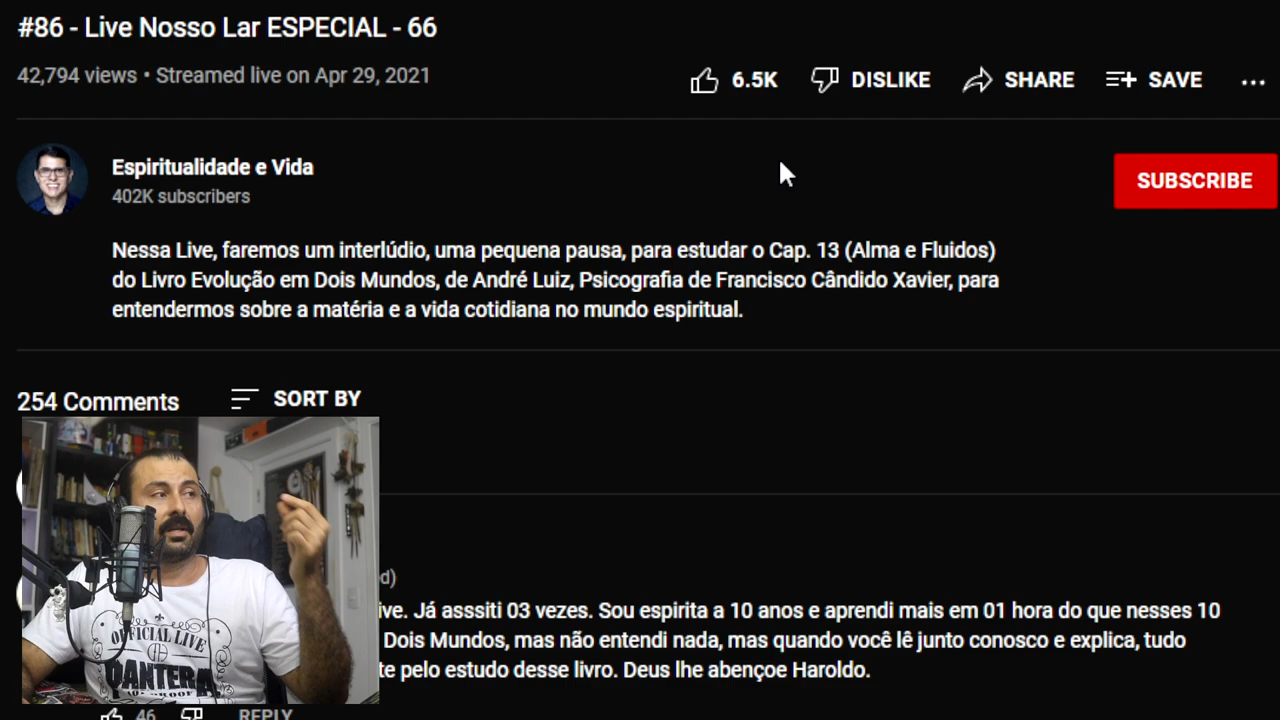 #86 - Live Nosso Lar ESPECIAL - 66
42,794 views • Streamed live on Apr 29, 2021
6.5K
DISLIKE
SHARE
SAVE
Espiritualidade e Vida
402K subscribers
SUBSCRIBE
Nessa Live, faremos um interlúdio, uma pequena pausa, para estudar o Cap. 13 (Alma e Fluidos)
do Livro Evolução em Dois Mundos, de André Luiz, Psicografia de Francisco Cândido Xavier, para
entendermos sobre a matéria e a vida cotidiana no mundo espiritual.
254 Comments
SORT BY
d)
ive. Já asssiti 03 vezes. Sou espirita a 10 anos e aprendi mais em 01 hora do que nesses 10
Dois Mundos, mas não entendi nada, mas quando você lê junto conosco e explica, tudo
te pelo estudo desse livro. Deus lhe abençoe Haroldo.
OFFICIAL LIVE
PANTERA
46
REPLY